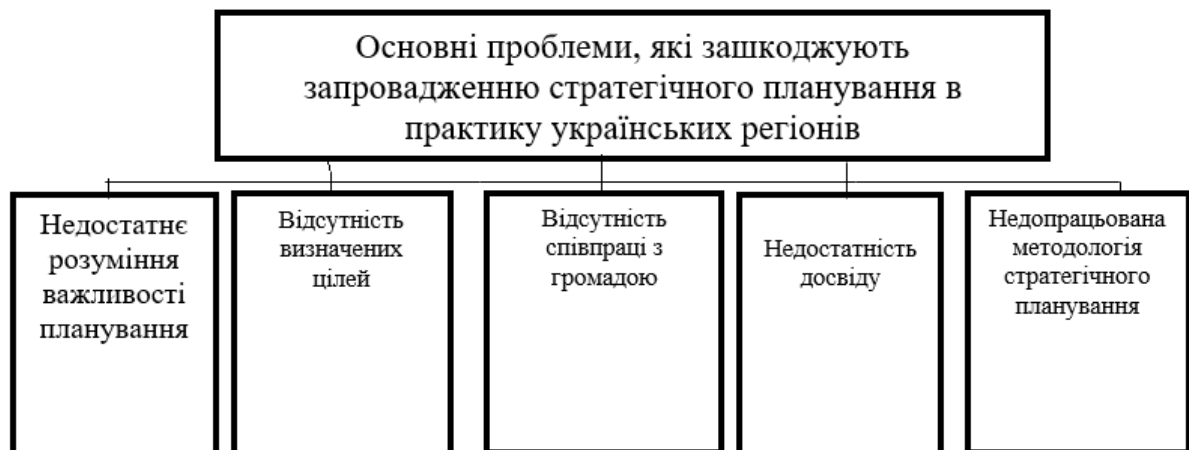 Основні проблеми, які зашкоджують
запровадженню стратегічного планування в
практику українських регіонів
Недостатнє
розуміння
важливості
планування
Відсутність
визначених
цілей
Відсутність
співпраці з
громадою
Недостатність
досвіду
Недопрацьована
методологія
стратегічного
планування